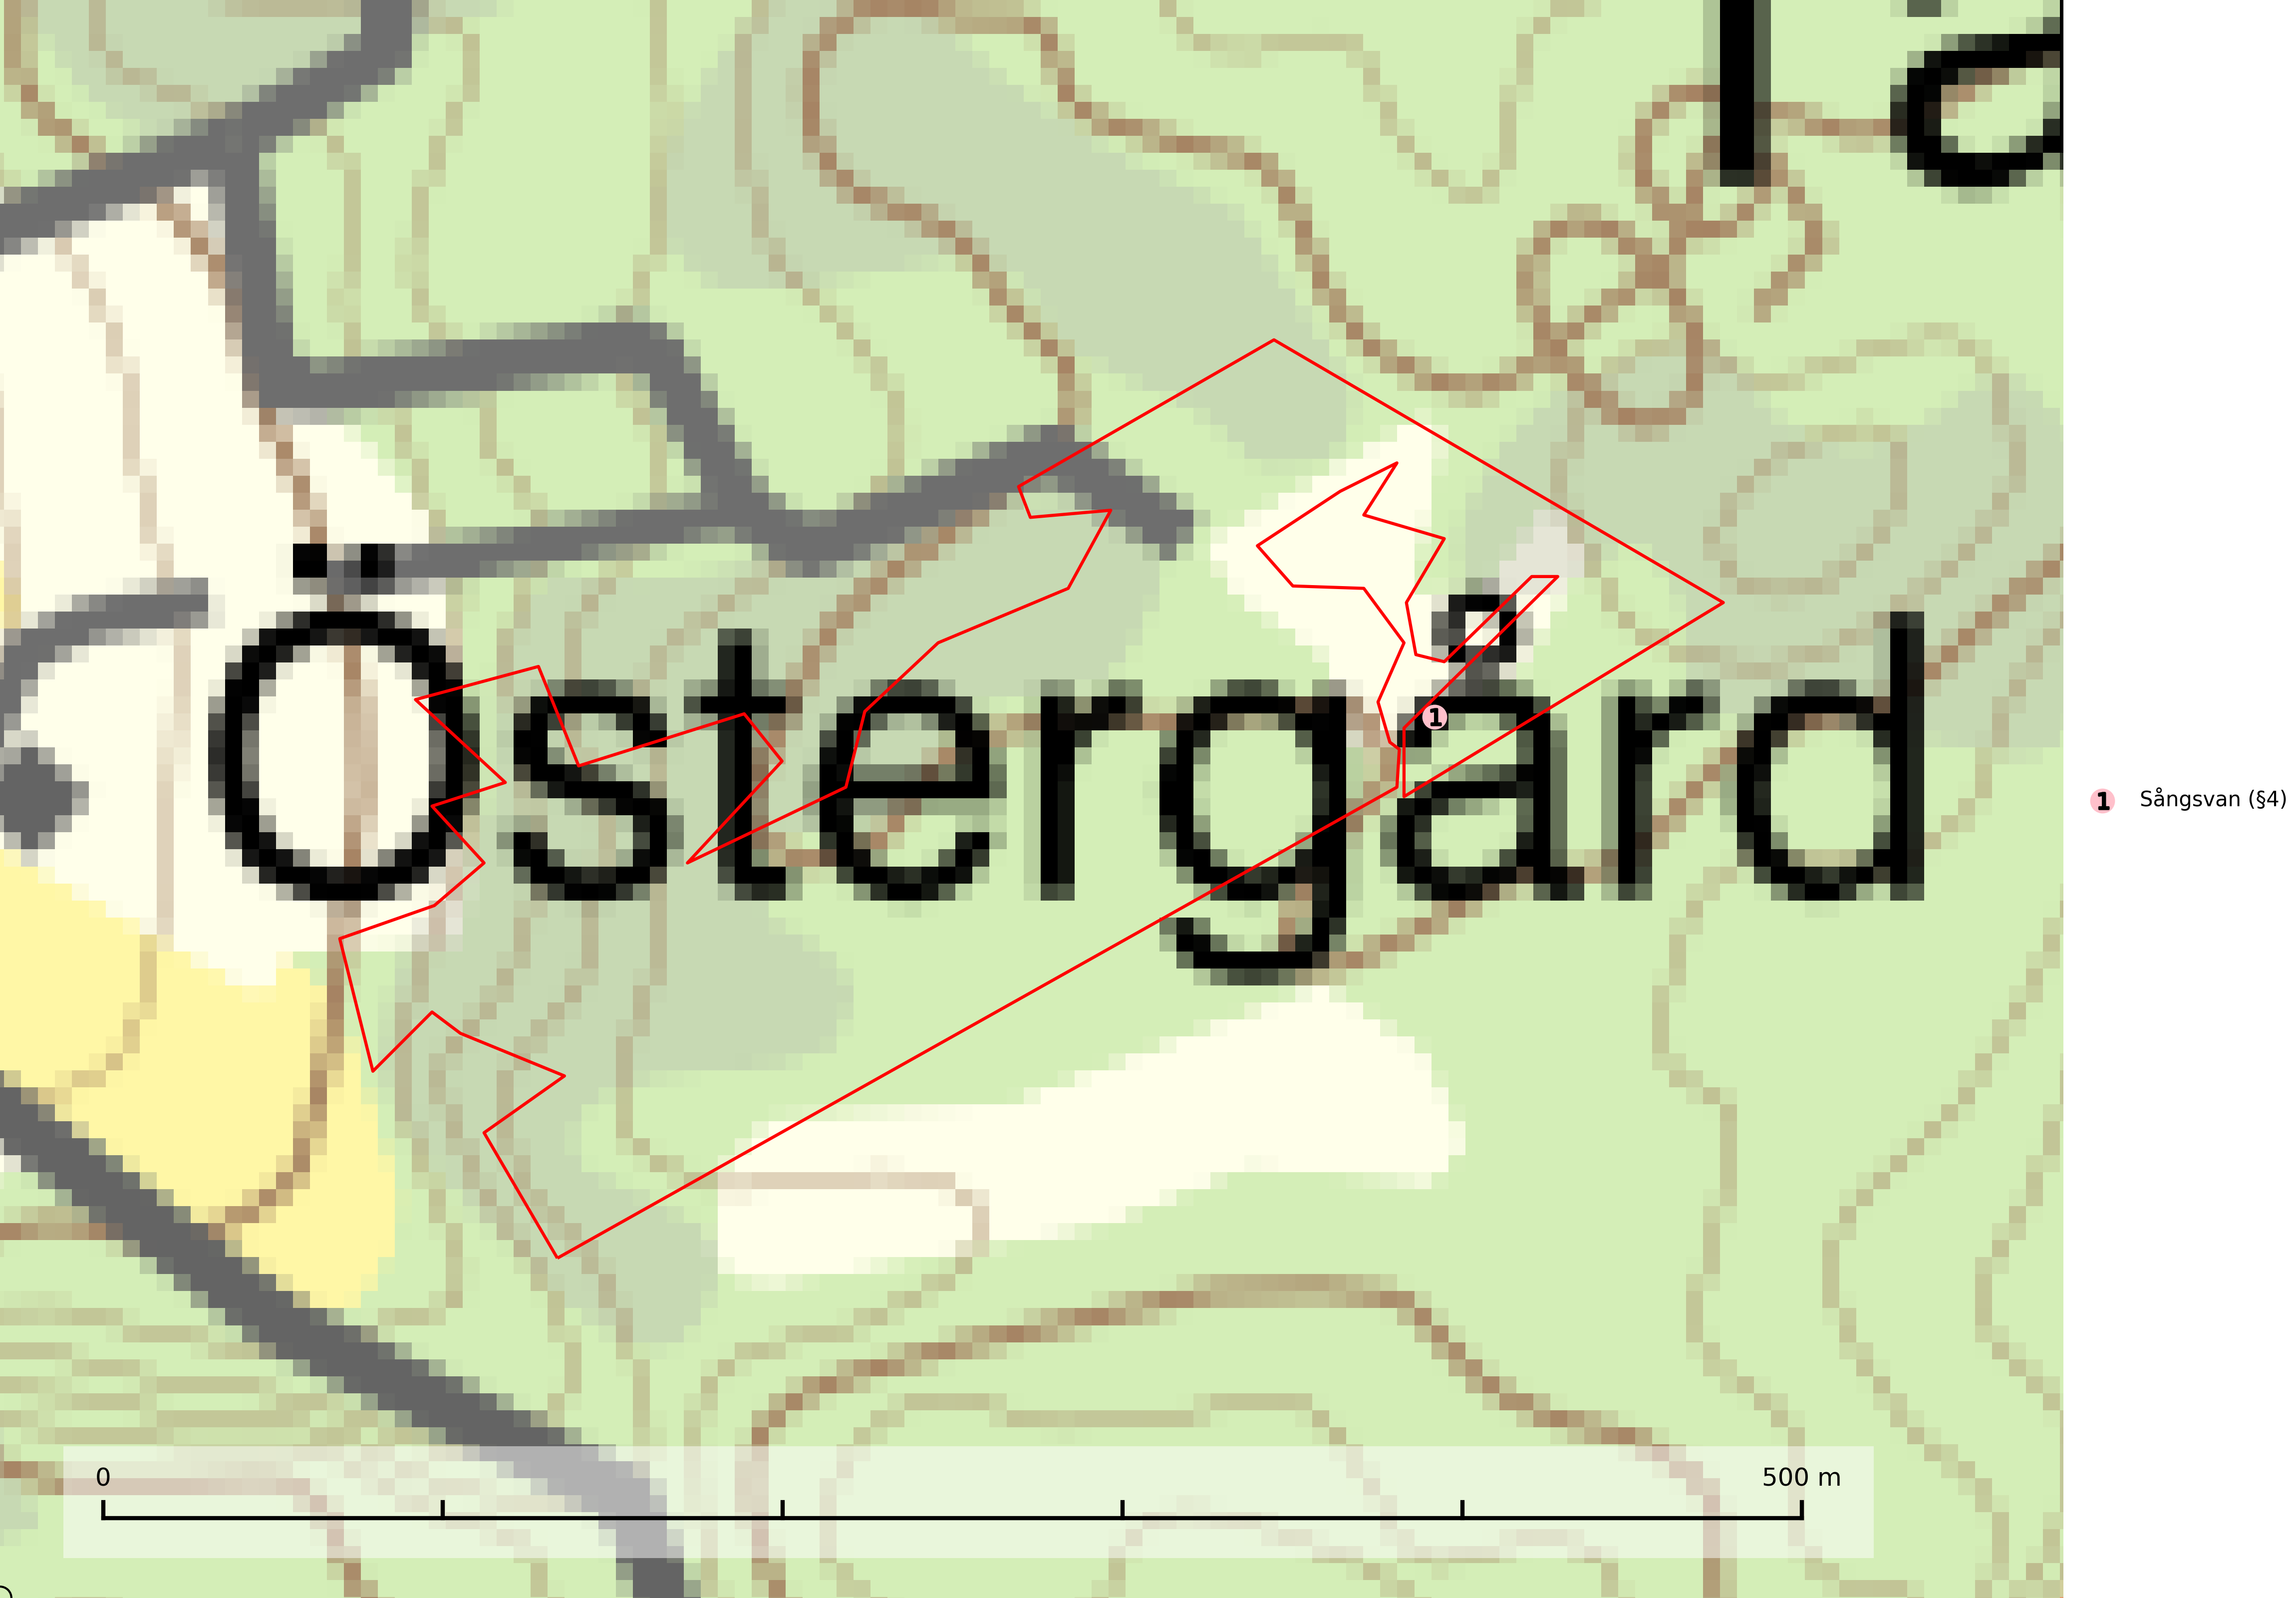 Östergård
1
1 Sångsvan (§4)
0 500 m